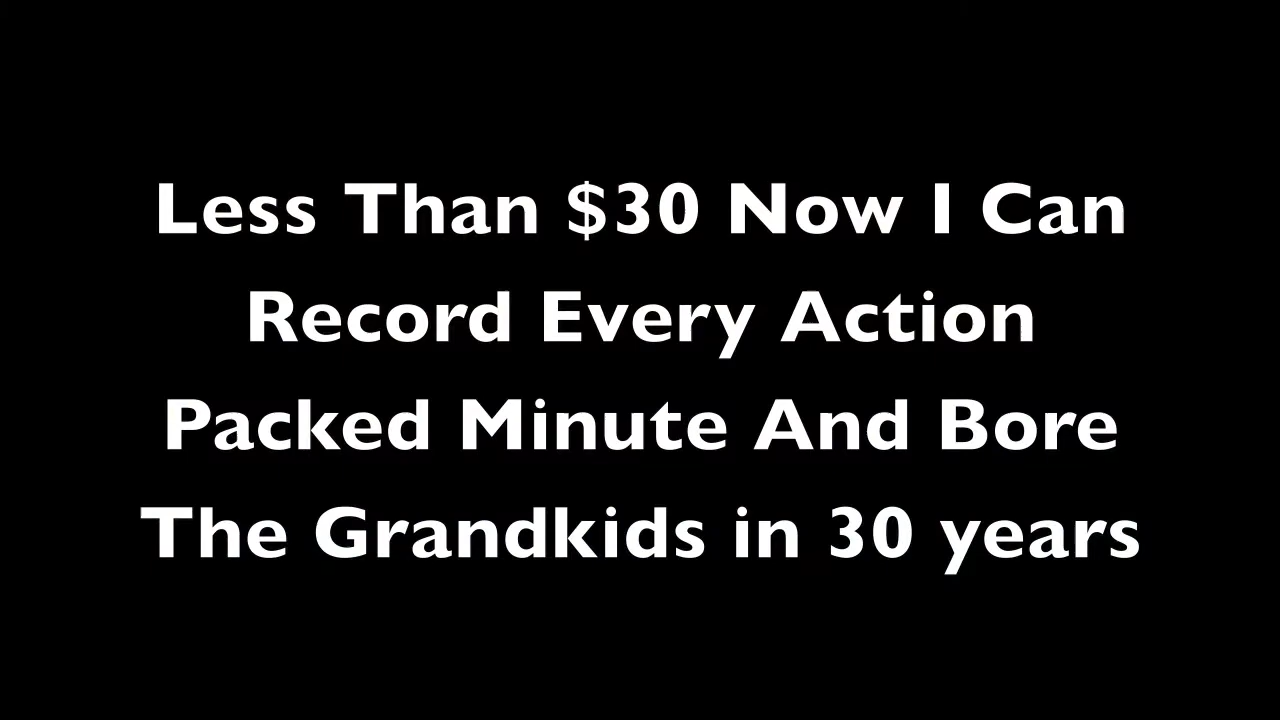 Less Than $30 Now I Can
Record Every Action
Packed Minute And Bore
The Grandkids in 30 years